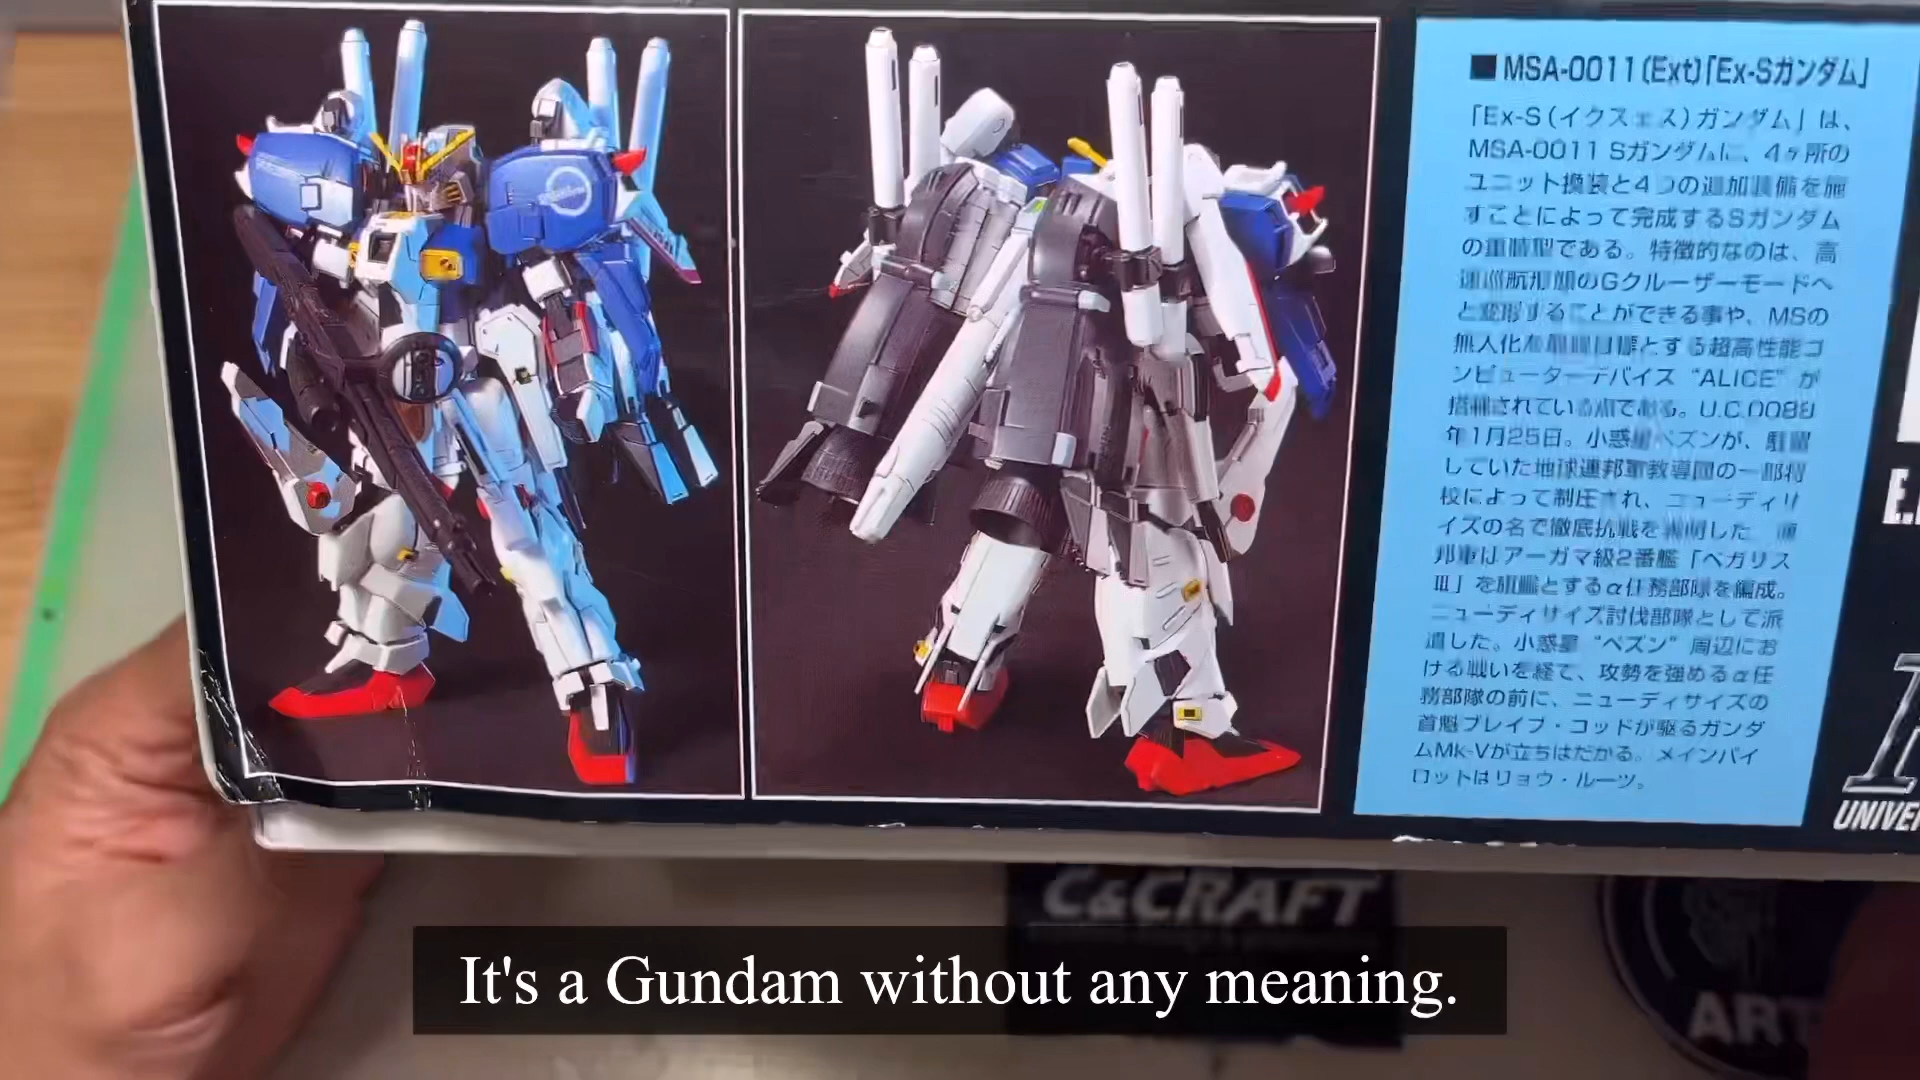 ■MSA-0011(Ext)「Ex-Sガンダム」
「Ex-S(イクスェス)ガンダム」は、
MSA-0011 Sガンダムに、4ヶ所の
ユニット換装と4つの追加装備を施
すことによって完成するSガンダム
の重装型である。特徴的なのは、高
速巡航形態のGクルーザーモードへ
と変形することができる事や、MSの
無人化を最終目標とする超高性能コ
ンピューターデバイス“ALICE”が
搭載されている点である。U.C.0088
年1月25日。小惑星ペズンが、駐留
していた地球連邦軍教導団の一部将
校によって制圧され、ニューディサ
イズの名で徹底抗戦を表明した
邦軍はアーガマ級2番艦「ペガサス
III」を旗艦とするα任務部隊を編成。
ニューディサイズ討伐部隊として派
遣した。小惑星“ペズン”周辺にお
ける戦いを経て、攻勢を強めるα任
務部隊の前に、ニューディサイズの
首魁ブレイブ・コッドが駆るガンダ
ムMk-Vが立ちはだかる。メインパイ
ロットはリョウ・ルーツ。
UNIVER
C&CRAFT
ART
It's a Gundam without any meaning.